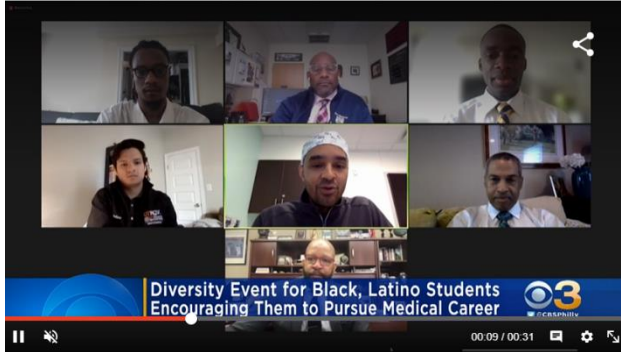 Diversity Event for Black, Latino Students
Encouraging Them to Pursue Medical Career
3
@CBSPhilly
00:09 / 00:31